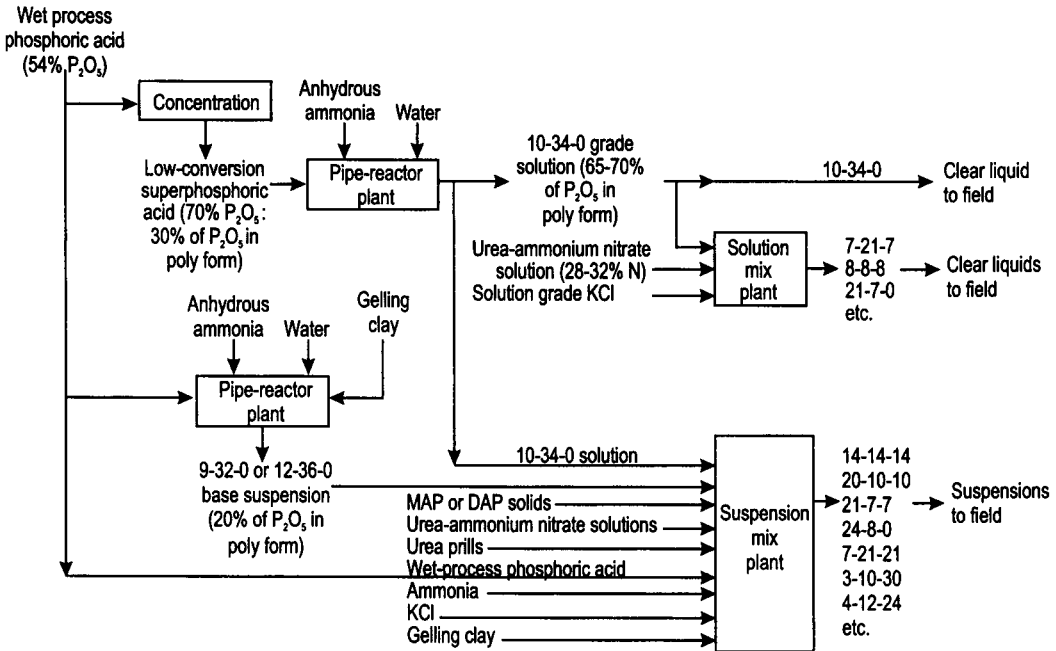 Wet process
phosphoric acid
(54% P₂O₅)
Concentration
Anhydrous
ammonia
Water
Low-conversion
superphosphoric
acid (70% P₂O₅:
30% of P₂O₅ in
poly form)
Pipe-reactor
plant
10-34-0 grade
solution (65-70%
of P₂O₅ in
poly form)
10-34-0
Clear liquid
to field
Urea-ammonium nitrate
solution (28-32% N)
Solution grade KCl
Solution
mix
plant
7-21-7
8-8-8
21-7-0
etc.
Clear liquids
to field
Anhydrous
ammonia
Water
Gelling
clay
Pipe-reactor
plant
9-32-0 or 12-36-0
base suspension
(20% of P₂O₅ in
poly form)
10-34-0 solution
MAP or DAP solids
Urea-ammonium nitrate solutions
Urea prills
Wet-process phosphoric acid
Ammonia
KCl
Gelling clay
Suspension
mix
plant
14-14-14
20-10-10
21-7-7
24-8-0
7-21-21
3-10-30
4-12-24
etc.
Suspensions
to field